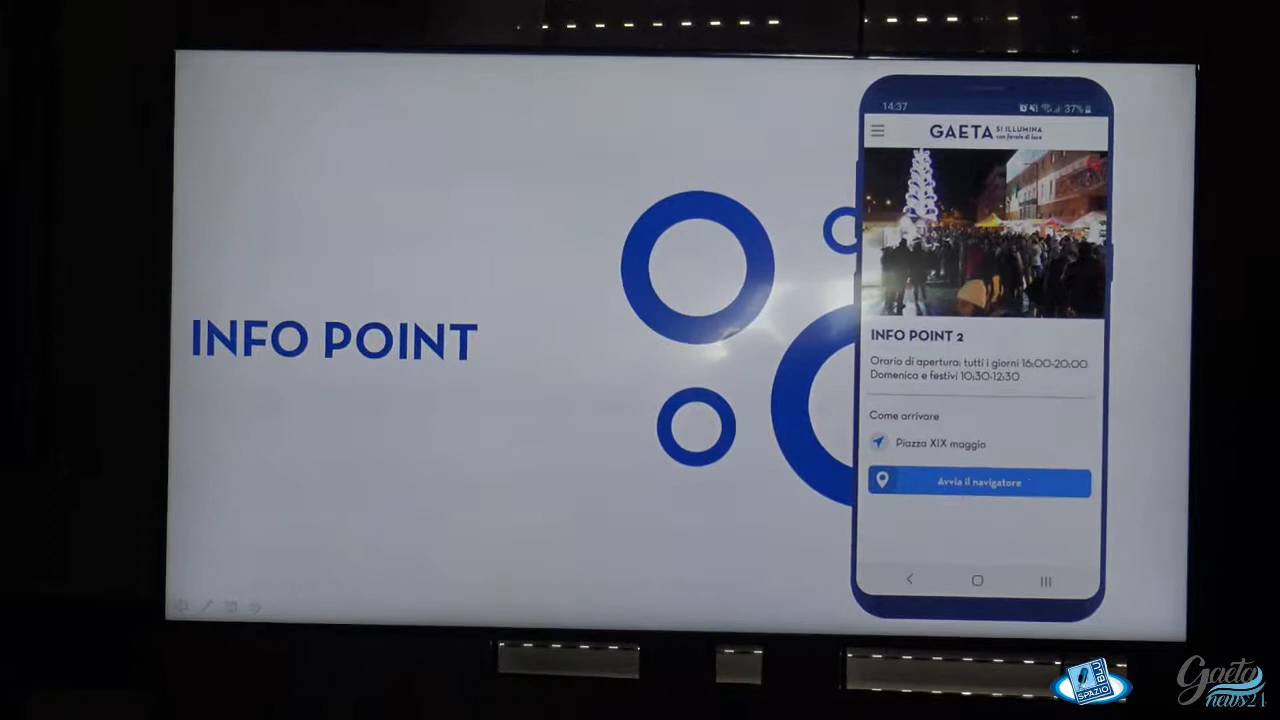 INFO POINT
14:37
37%
GAETA SI ILLUMINA
con favole di luce
INFO POINT 2
Orario di apertura: tutti i giorni 16:00-20:00
Domenica e festivi 10:30-12:30
Come arrivare
Piazza XIX maggio
Avvia il navigatore
SPAZIO BLU
Gaeta
news24